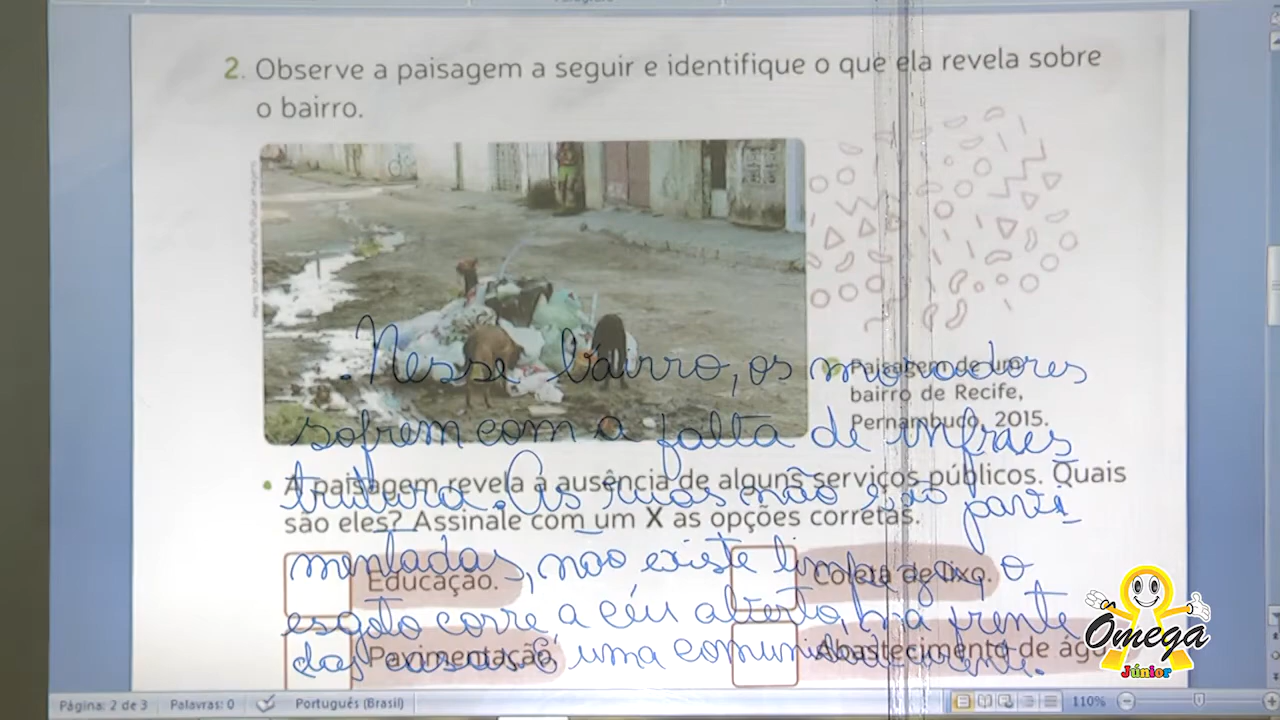 2. Observe a paisagem a seguir e identifique o que ela revela sobre
o bairro.
Nesse bairro, os moradores
Paisagem de um
bairro de Recife,
Pernambuco, 2015.
sofrem com a falta de infraes
• A paisagem revela a ausência de alguns serviços públicos. Quais
trutura. As ruas não são pavi
são eles? Assinale com um X as opções corretas.
mentadas, não existe limpeza, o
Educação.
Coleta de lixo.
esgoto corre a céu aberto, na frente
das casas. É uma comunidade carente.
Pavimentação.
Abastecimento de água
Omega
Júnior
Página: 2 de 3
Palavras: 0
Português (Brasil)
110%